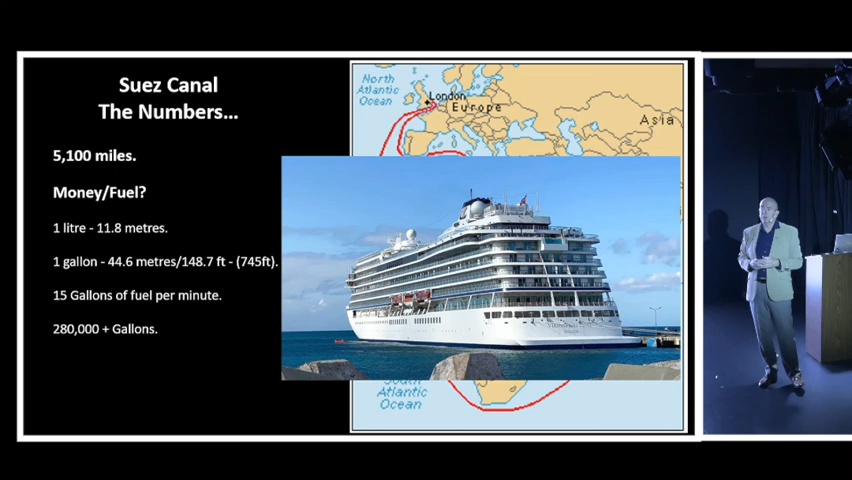 Suez Canal
The Numbers...
5,100 miles.
Money/Fuel?
1 litre - 11.8 metres.
1 gallon - 44.6 metres/148.7 ft - (745ft).
15 Gallons of fuel per minute.
280,000 + Gallons.
North
Atlantic
Ocean
London
Europe
Asia
South
Atlantic
Ocean